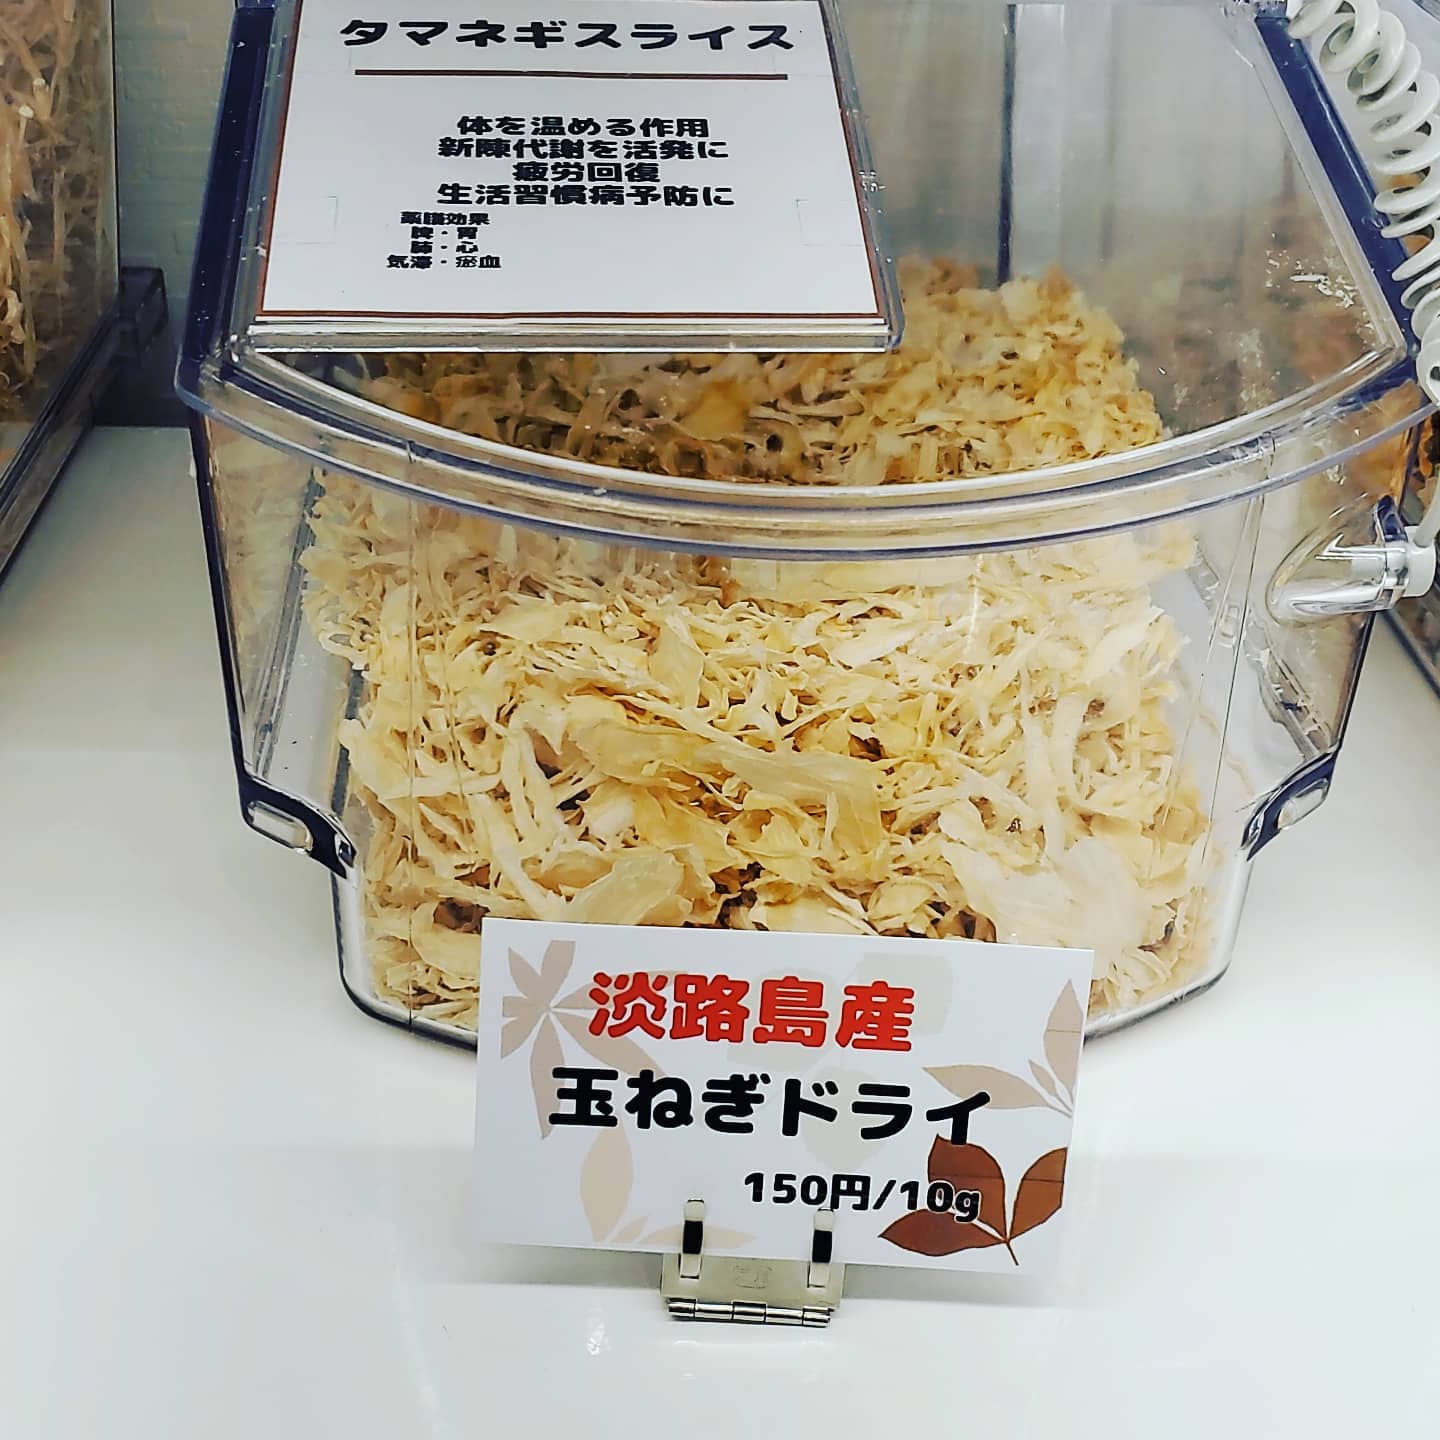 タマネギスライス
体を温める作用
新陳代謝を活発に
疲労回復
生活習慣病予防に
薬膳効果
脾・胃
肺・心
気滞・瘀血
淡路島産
玉ねぎドライ
150円/10g